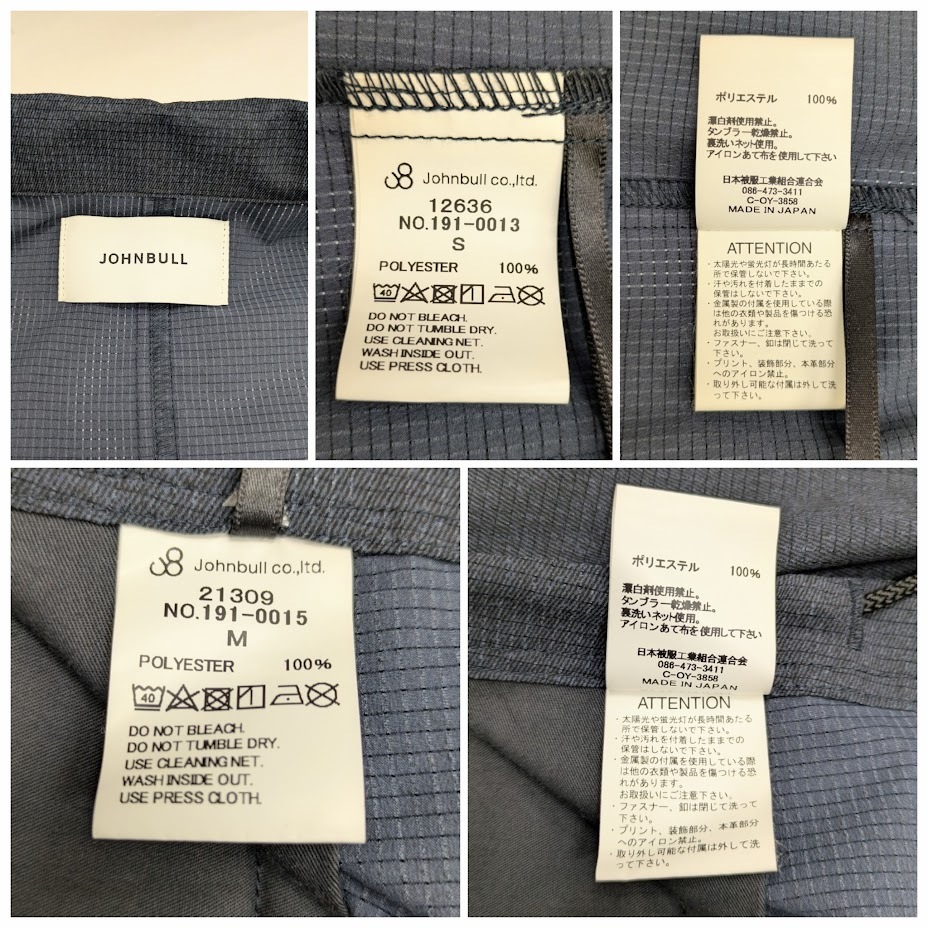 JOHNBULL
Johnbull co.,ltd.
12636
NO.191-0013
S
POLYESTER 100%
40
DO NOT BLEACH.
DO NOT TUMBLE DRY.
USE CLEANING NET.
WASH INSIDE OUT.
USE PRESS CLOTH.
ポリエステル 100%
漂白剤使用禁止。
タンブラー乾燥禁止。
裏洗いネット使用。
アイロンあて布を使用して下さい
日本被服工業組合連合会
086-473-3411
C-OY-3858
MADE IN JAPAN
ATTENTION
・太陽光や蛍光灯が長時間あたる
所で保管しないで下さい。
・汗や汚れを付着したままでの
保管はしないで下さい。
・金属製の付属を使用している際
は他の衣類や製品を傷つける恐
れがあります。
お取扱いにご注意下さい。
・ファスナー、釦は閉じて洗って
下さい。
・プリント、装飾部分、本革部分
へのアイロン禁止。
・取り外し可能な付属は外して洗
って下さい。
Johnbull co.,ltd.
21309
NO.191-0015
M
POLYESTER 100%
40
DO NOT BLEACH.
DO NOT TUMBLE DRY.
USE CLEANING NET.
WASH INSIDE OUT.
USE PRESS CLOTH.
ポリエステル 100%
漂白剤使用禁止。
タンブラー乾燥禁止。
裏洗いネット使用。
アイロンあて布を使用して下さい
日本被服工業組合連合会
086-473-3411
C-OY-3858
MADE IN JAPAN
ATTENTION
・太陽光や蛍光灯が長時間あたる
所で保管しないで下さい。
・汗や汚れを付着したままでの
保管はしないで下さい。
・金属製の付属を使用している際
は他の衣類や製品を傷つける恐
れがあります。
お取扱いにご注意下さい。
・ファスナー、釦は閉じて洗って
下さい。
・プリント、装飾部分、本革部分
へのアイロン禁止。
・取り外し可能な付属は外して洗
って下さい。